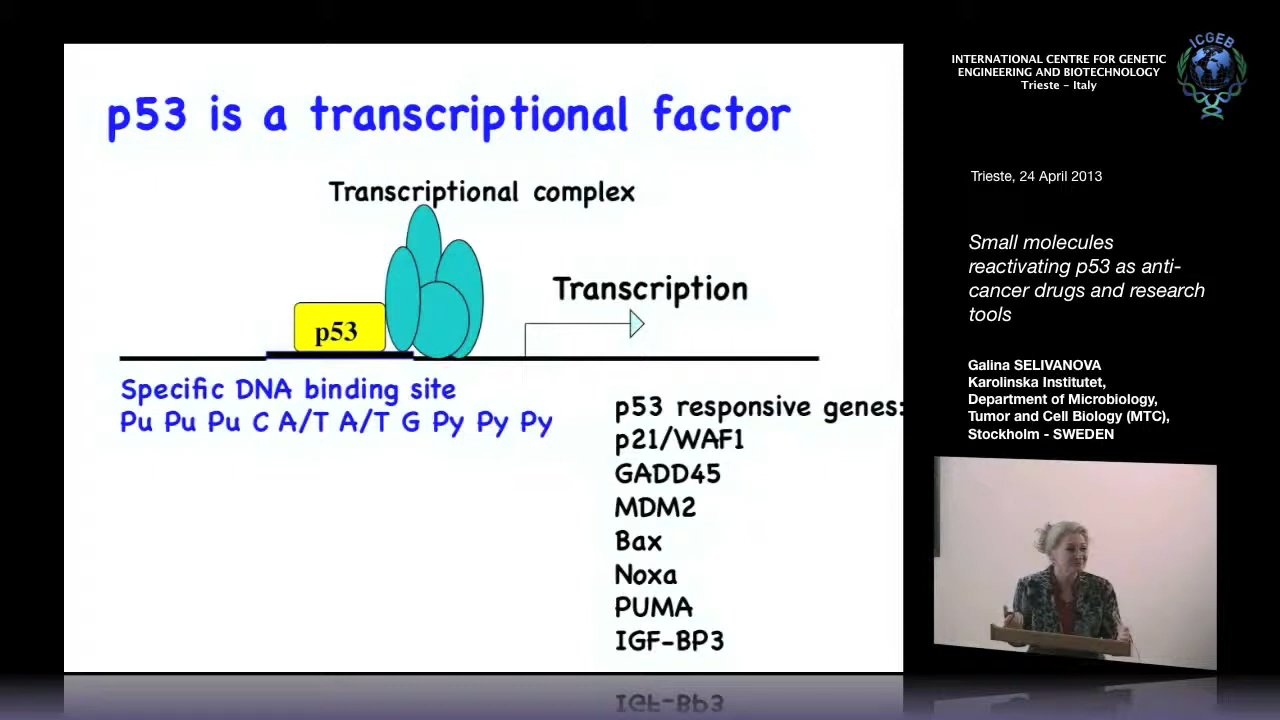 p53 is a transcriptional factor
Transcriptional complex
Transcription
p53
Specific DNA binding site
Pu Pu Pu C A/T A/T G Py Py Py
p53 responsive genes:
p21/WAF1
GADD45
MDM2
Bax
Noxa
PUMA
IGF-BP3
INTERNATIONAL CENTRE FOR GENETIC
ENGINEERING AND BIOTECHNOLOGY
Trieste - Italy
ICGEB
Trieste, 24 April 2013
Small molecules
reactivating p53 as anti-
cancer drugs and research
tools
Galina SELIVANOVA
Karolinska Institutet,
Department of Microbiology,
Tumor and Cell Biology (MTC),
Stockholm - SWEDEN